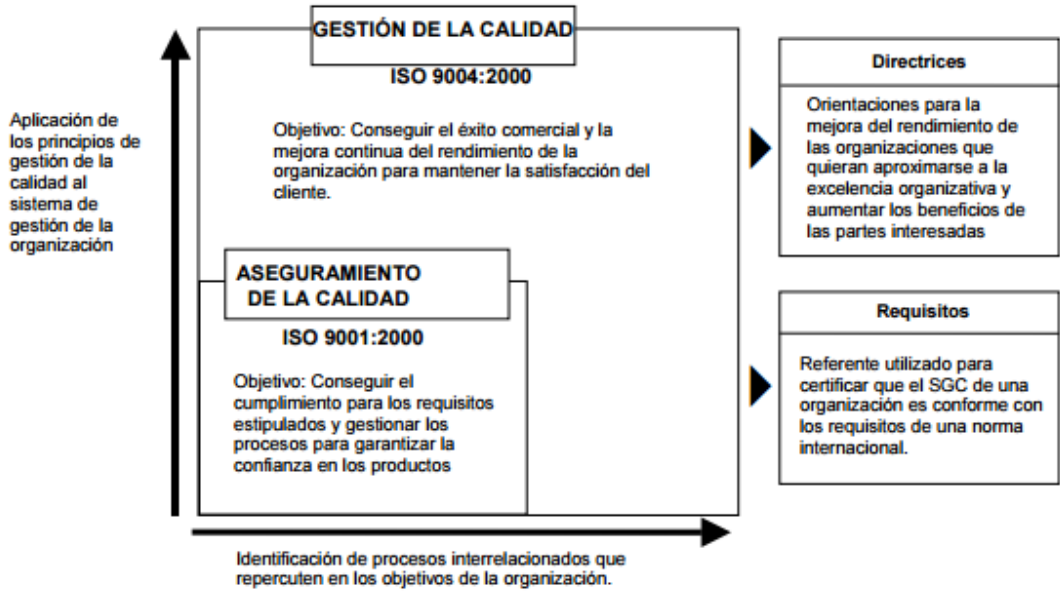 GESTIÓN DE LA CALIDAD
ISO 9004:2000
Objetivo: Conseguir el éxito comercial y la
mejora continua del rendimiento de la
organización para mantener la satisfacción del
cliente.
Aplicación de
los principios de
gestión de la
calidad al
sistema de
gestión de la
organización
ASEGURAMIENTO
DE LA CALIDAD
ISO 9001:2000
Objetivo: Conseguir el
cumplimiento para los requisitos
estipulados y gestionar los
procesos para garantizar la
confianza en los productos
Directrices
Orientaciones para la
mejora del rendimiento de
las organizaciones que
quieran aproximarse a la
excelencia organizativa y
aumentar los beneficios de
las partes interesadas
Requisitos
Referente utilizado para
certificar que el SGC de una
organización es conforme con
los requisitos de una norma
internacional.
Identificación de procesos interrelacionados que
repercuten en los objetivos de la organización.